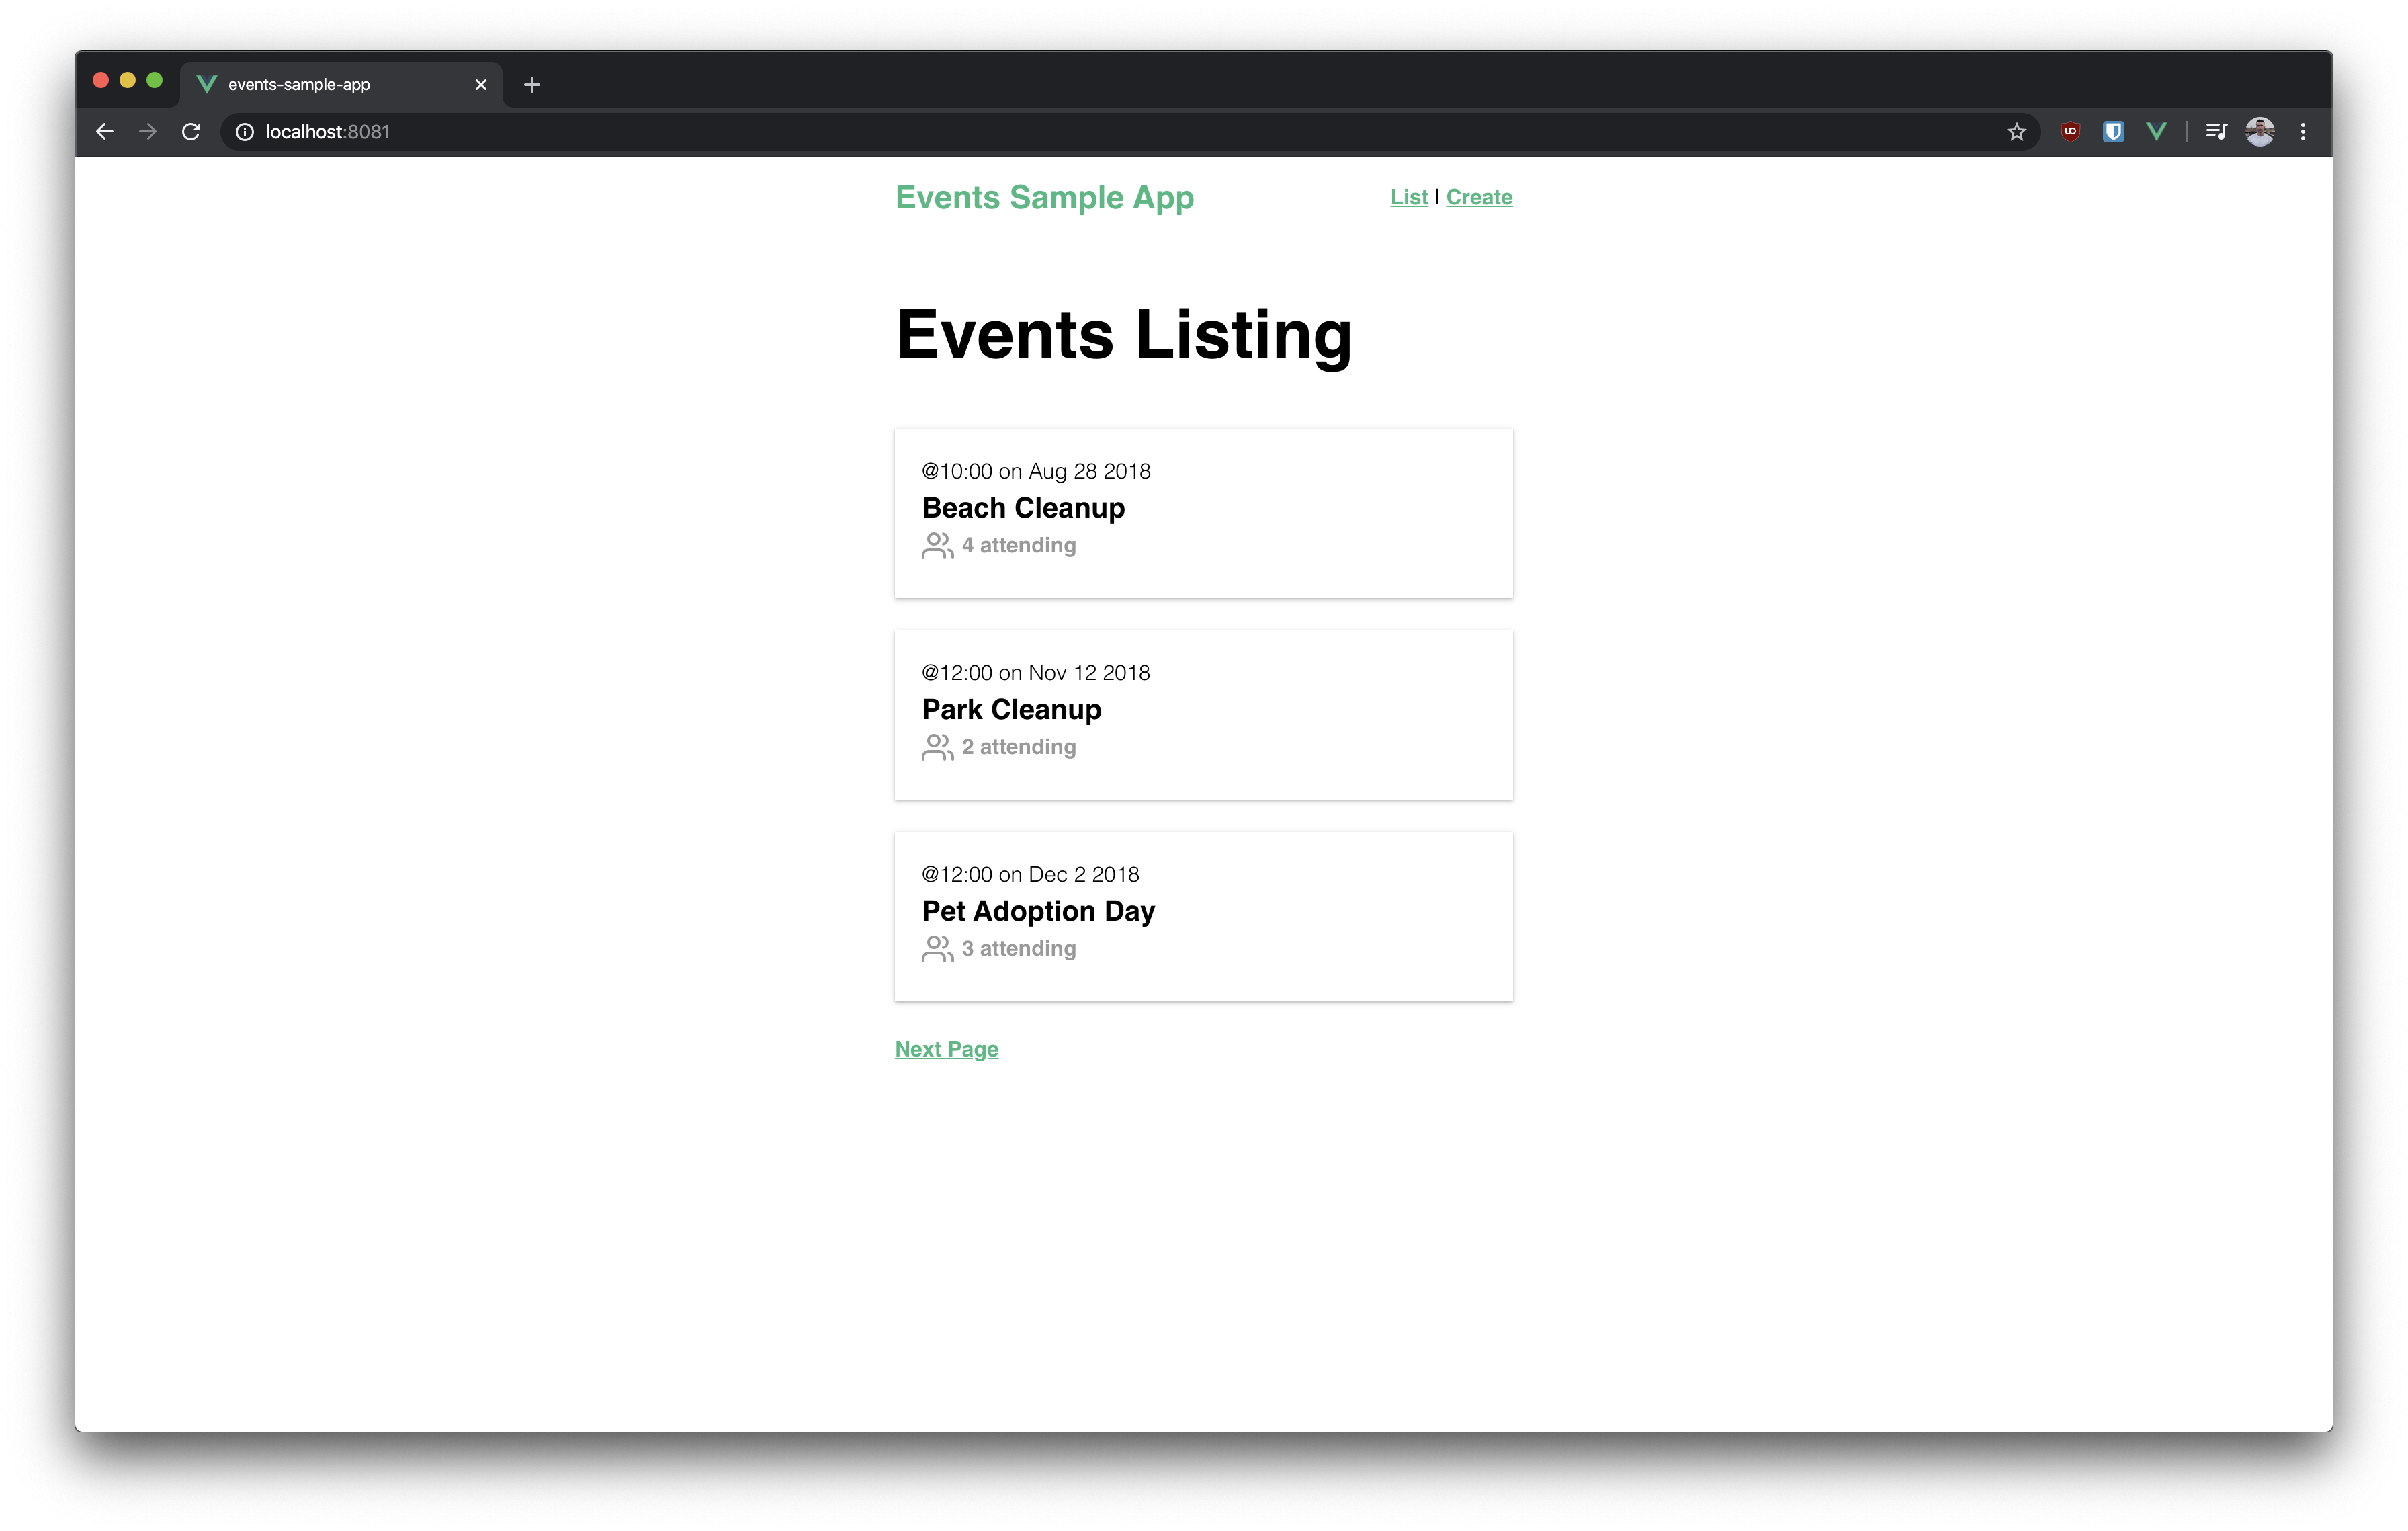 events-sample-app
localhost:8081
Events Sample App
List | Create
Events Listing
@10:00 on Aug 28 2018
Beach Cleanup
4 attending
@12:00 on Nov 12 2018
Park Cleanup
2 attending
@12:00 on Dec 2 2018
Pet Adoption Day
3 attending
Next Page